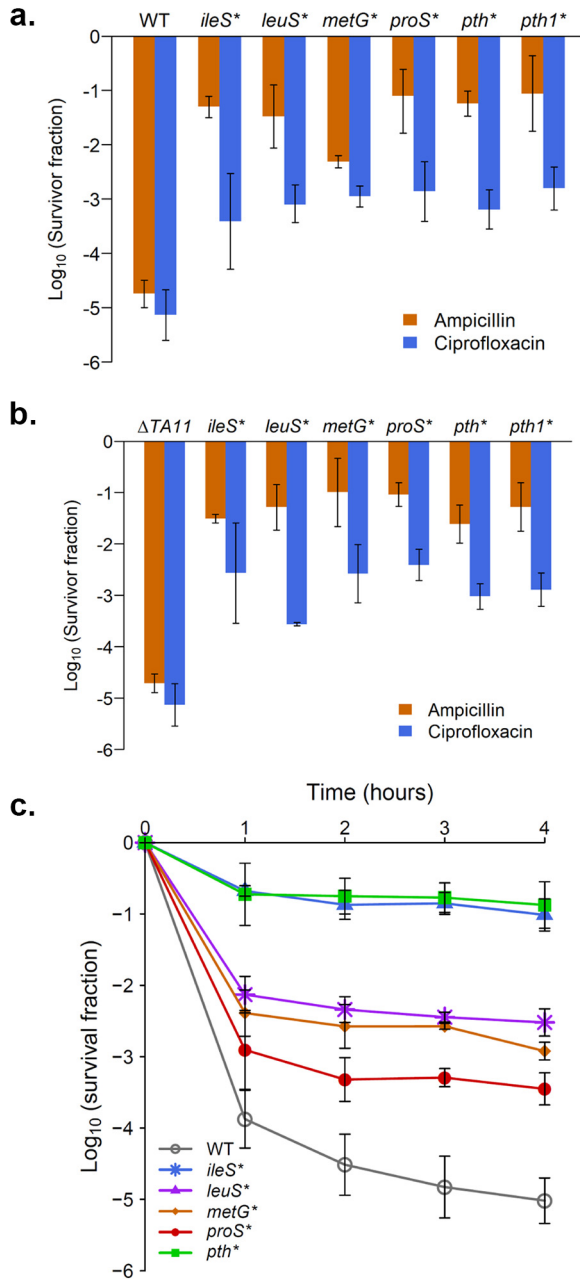 a.
WT ileS* leuS* metG* proS* pth* pth1*
0
-1
-2
-3
-4
-5
-6
Log10 (Survivor fraction)
Ampicillin
Ciprofloxacin
b.
ΔTA11 ileS* leuS* metG* proS* pth* pth1*
0
-1
-2
-3
-4
-5
-6
Log10 (Survivor fraction)
Ampicillin
Ciprofloxacin
c.
Time (hours)
0 1 2 3 4
0
-1
-2
-3
-4
-5
-6
Log10 (survival fraction)
WT
ileS*
leuS*
metG*
proS*
pth*